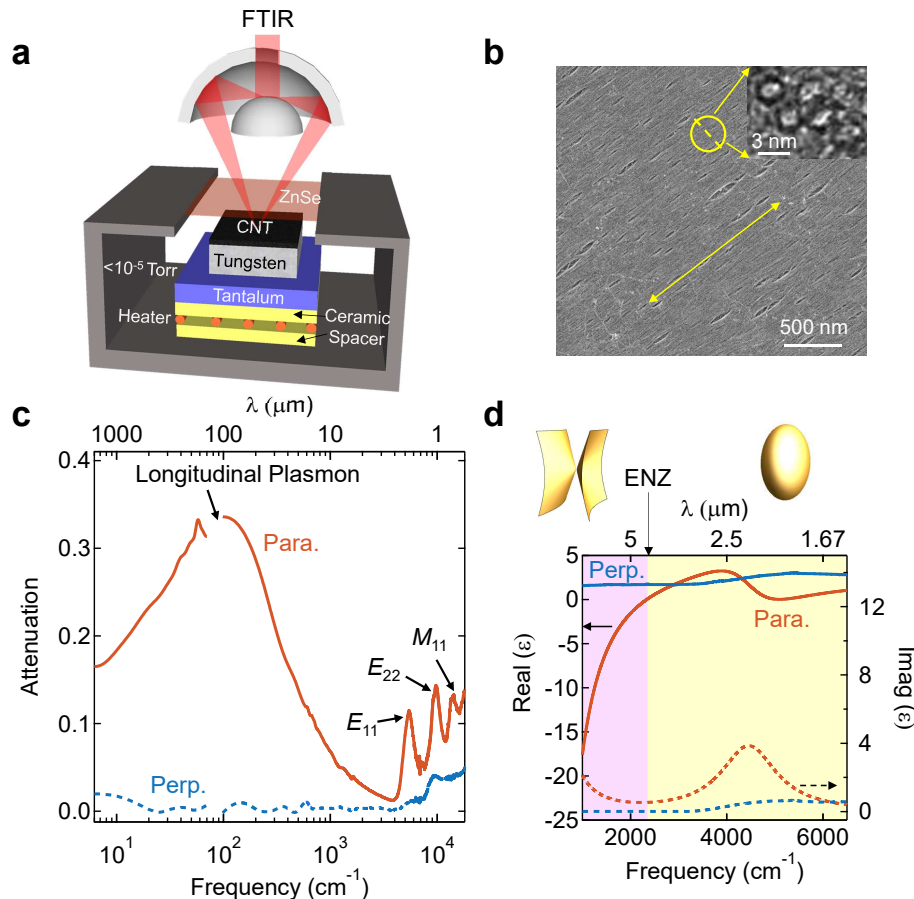 FTIR
a
ZnSe
CNT
Tungsten
<10⁻⁵ Torr
Tantalum
Heater
Ceramic
Spacer
b
3 nm
500 nm
c
λ (μm)
1000 100 10 1
0.4
0.3
0.2
0.1
0.0
Attenuation
Longitudinal Plasmon
Para.
M₁₁
E₂₂
E₁₁
Perp.
10¹ 10² 10³ 10⁴
Frequency (cm⁻¹)
d
ENZ
λ (μm)
5 2.5 1.67
5
0
-5
-10
-15
-20
-25
Real (ε)
Perp.
Para.
12
8
4
0
Imag (ε)
2000 4000 6000
Frequency (cm⁻¹)